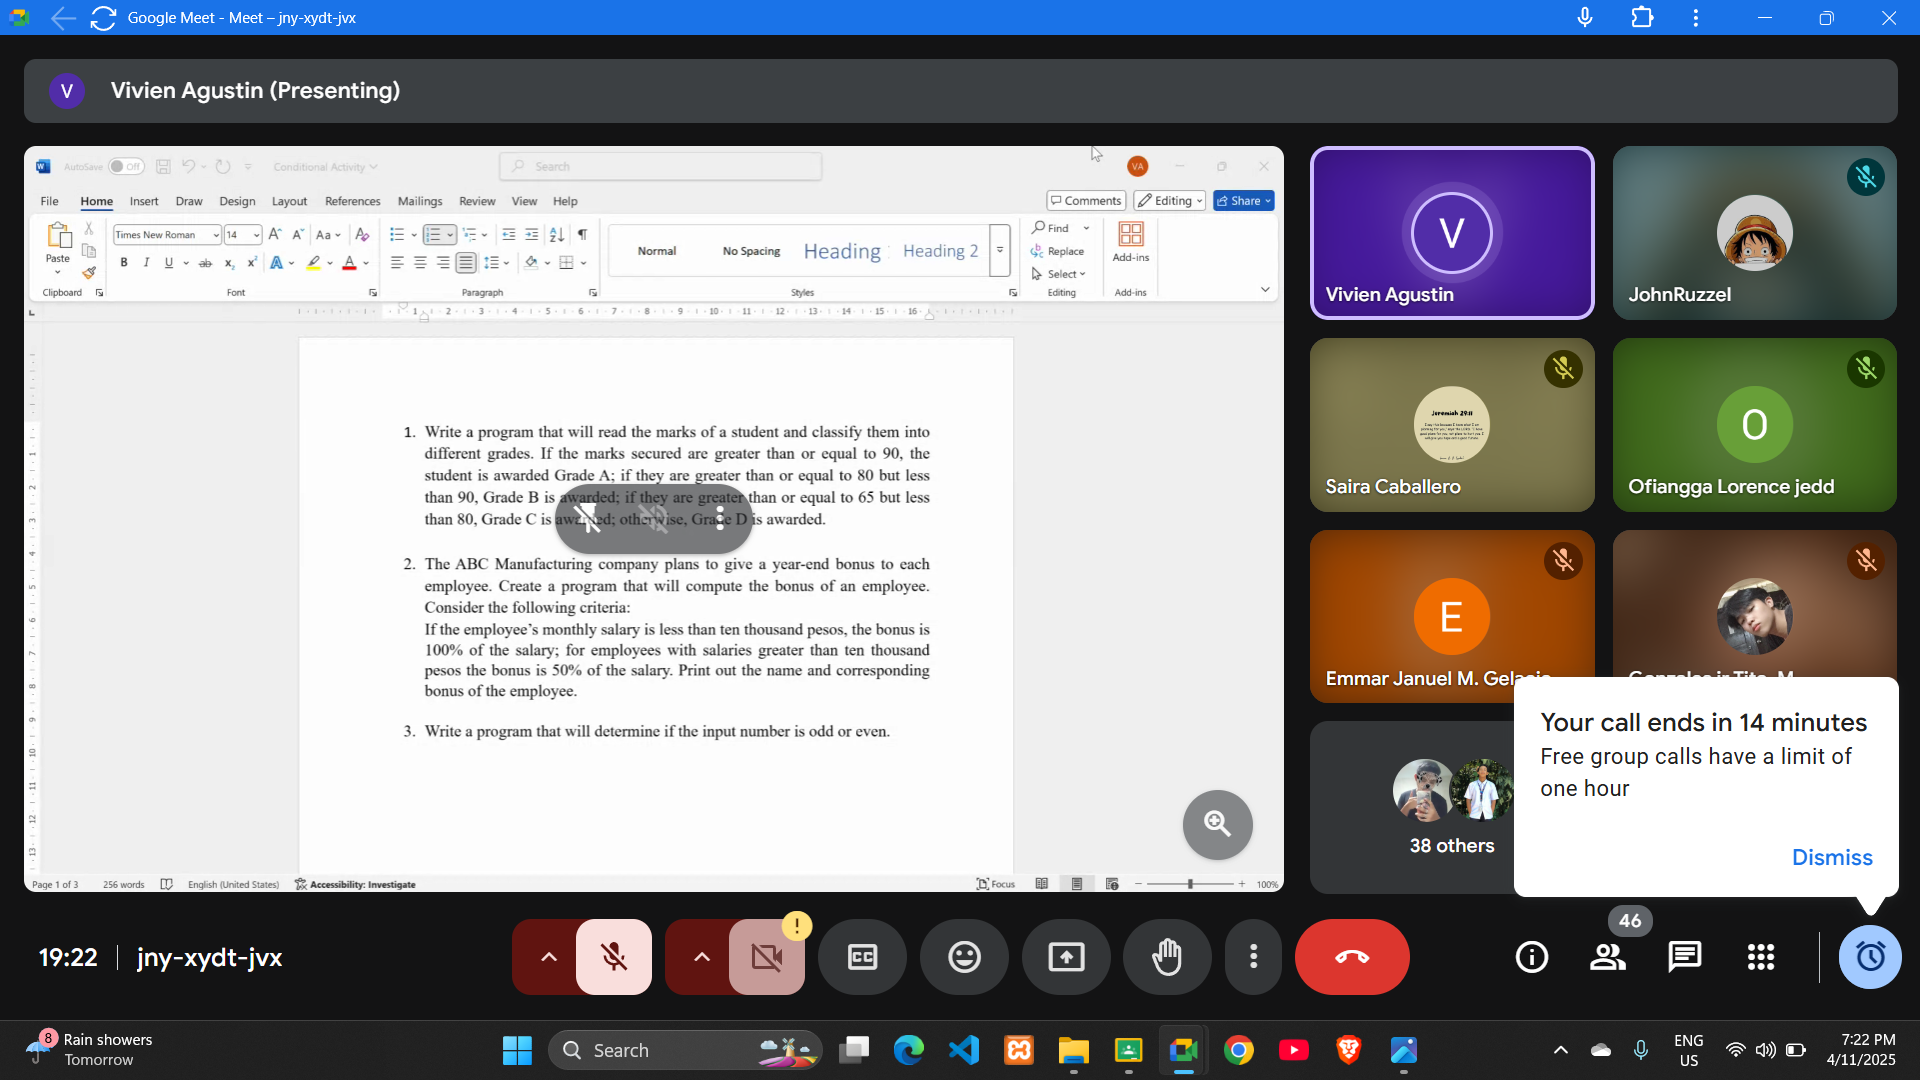 Google Meet - Meet – jny-xydt-jvx
V
Vivien Agustin (Presenting)
AutoSave
Off
Conditional Activity
Search
VA
File
Home
Insert
Draw
Design
Layout
References
Mailings
Review
View
Help
Comments
Editing
Share
Paste
Clipboard
Times New Roman
14
Font
Paragraph
Normal
No Spacing
Heading
Heading 2
Styles
Find
Replace
Select
Editing
Add-ins
Add-ins
1. Write a program that will read the marks of a student and classify them into
different grades. If the marks secured are greater than or equal to 90, the
student is awarded Grade A; if they are greater than or equal to 80 but less
than 90, Grade B is awarded; if they are greater than or equal to 65 but less
than 80, Grade C is awarded; otherwise, Grade D is awarded.
2. The ABC Manufacturing company plans to give a year-end bonus to each
employee. Create a program that will compute the bonus of an employee.
Consider the following criteria:
If the employee's monthly salary is less than ten thousand pesos, the bonus is
100% of the salary; for employees with salaries greater than ten thousand
pesos the bonus is 50% of the salary. Print out the name and corresponding
bonus of the employee.
3. Write a program that will determine if the input number is odd or even.
Page 1 of 3
256 words
English (United States)
Accessibility: Investigate
Focus
100%
V
Vivien Agustin
JohnRuzzel
Jeremiah 29:11
Saira Caballero
O
Ofiangga Lorence jedd
E
Emmar Januel M. Gelacio
Gonzales jr Tito, M.
38 others
Your call ends in 14 minutes
Free group calls have a limit of
one hour
Dismiss
19:22
jny-xydt-jvx
46
8
Rain showers
Tomorrow
Search
ENG
US
7:22 PM
4/11/2025